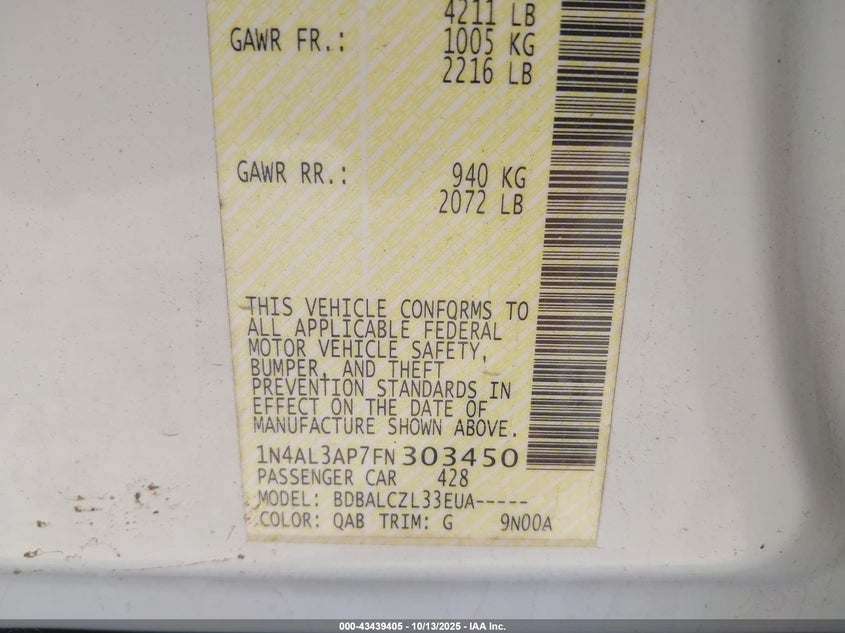 4211 LB
GAWR FR.: 1005 KG
2216 LB
GAWR RR.: 940 KG
2072 LB
THIS VEHICLE CONFORMS TO
ALL APPLICABLE FEDERAL
MOTOR VEHICLE SAFETY,
BUMPER, AND THEFT
PREVENTION STANDARDS IN
EFFECT ON THE DATE OF
MANUFACTURE SHOWN ABOVE.
1N4AL3AP7FN303450
PASSENGER CAR 428
MODEL: BDBALCZL33EUA-----
COLOR: QAB TRIM: G 9N00A
000-43439405 - 10/13/2025 - IAA Inc.